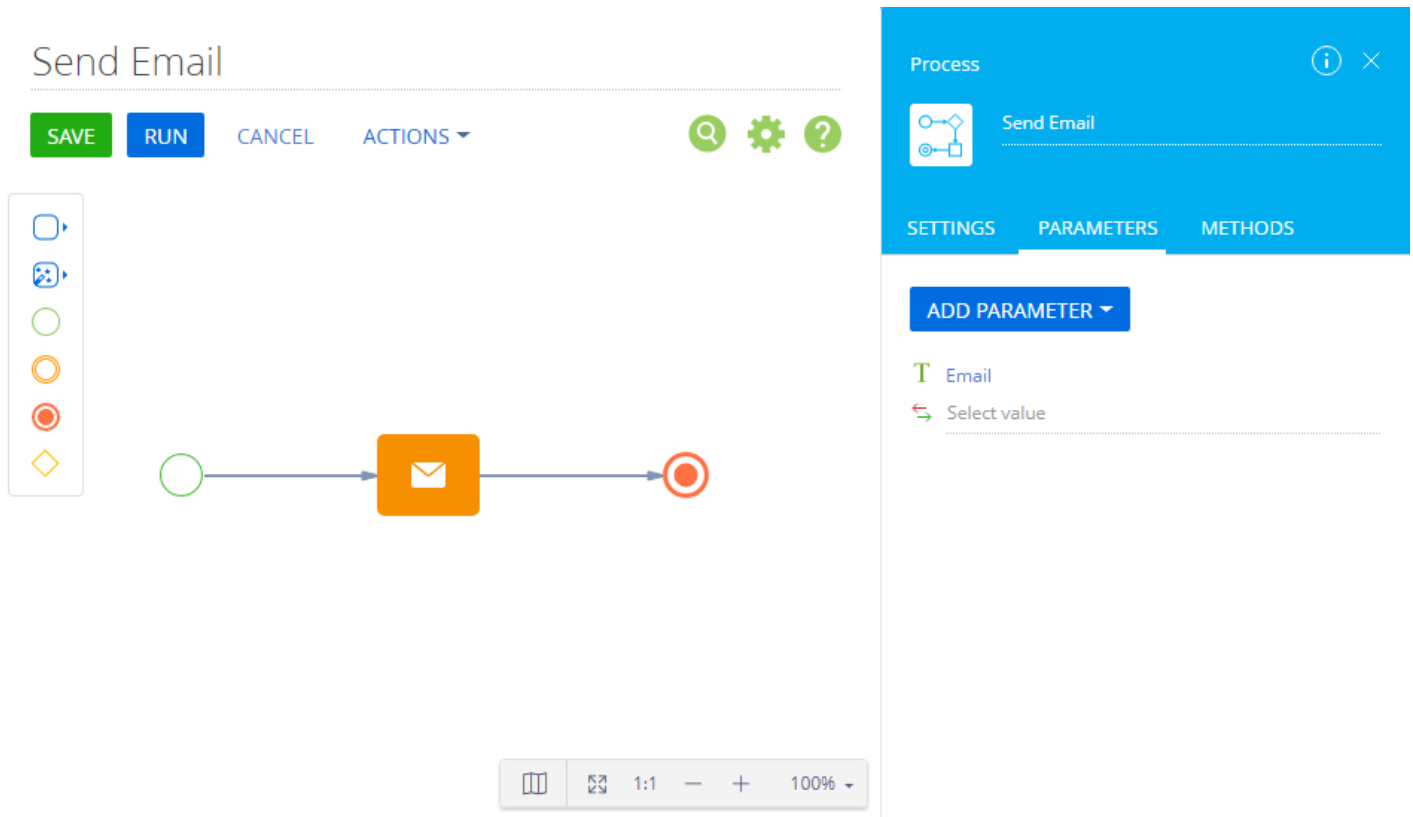 Send Email
SAVE
RUN
CANCEL
ACTIONS
1:1
100%
Process
Send Email
SETTINGS
PARAMETERS
METHODS
ADD PARAMETER
T Email
Select value